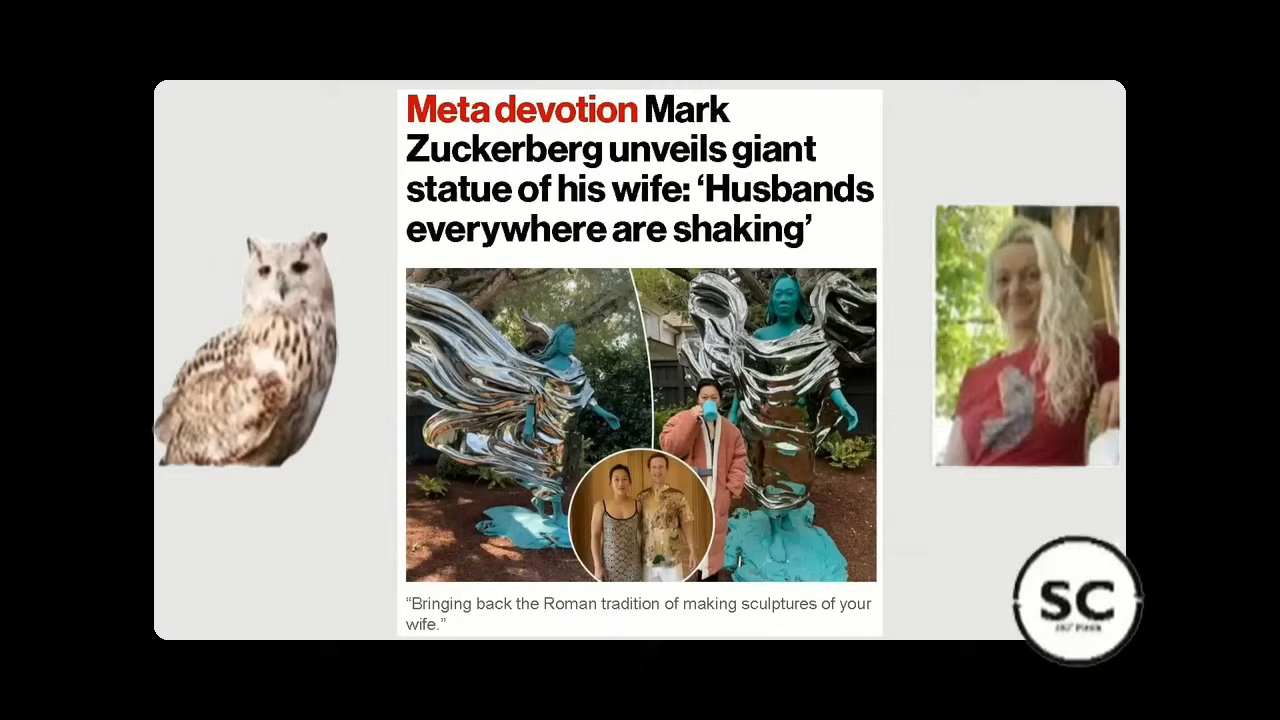 Meta devotion Mark
Zuckerberg unveils giant
statue of his wife: ‘Husbands
everywhere are shaking’
“Bringing back the Roman tradition of making sculptures of your
wife.”
SC